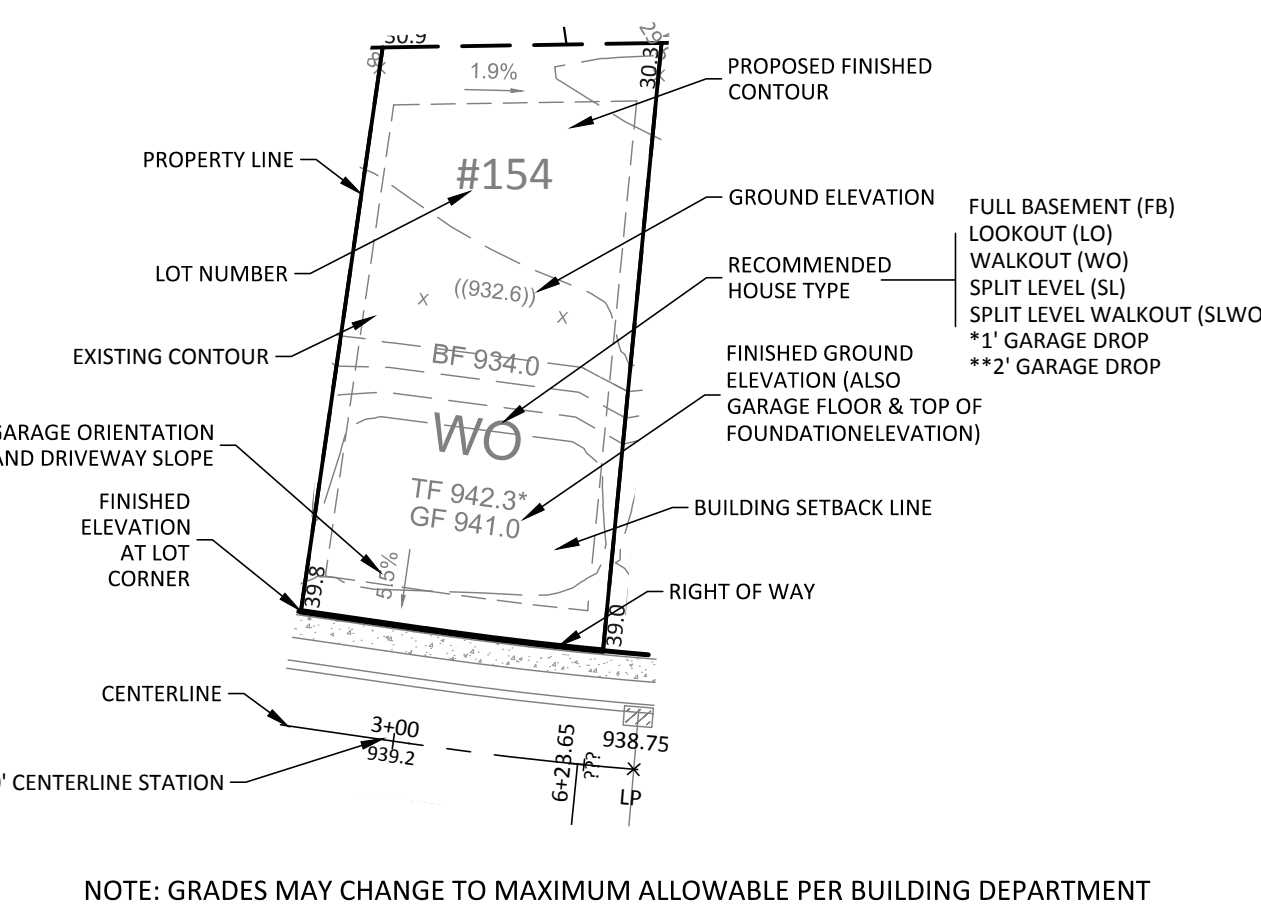 30.9
30.3
1.9%
PROPOSED FINISHED
CONTOUR
PROPERTY LINE
#154
GROUND ELEVATION
FULL BASEMENT (FB)
LOOKOUT (LO)
WALKOUT (WO)
SPLIT LEVEL (SL)
SPLIT LEVEL WALKOUT (SLWO
*1' GARAGE DROP
**2' GARAGE DROP
RECOMMENDED
HOUSE TYPE
LOT NUMBER
((932.6))
X
X
EXISTING CONTOUR
BF 934.0
FINISHED GROUND
ELEVATION (ALSO
GARAGE FLOOR & TOP OF
FOUNDATIONELEVATION)
WO
GARAGE ORIENTATION
AND DRIVEWAY SLOPE
TF 942.3*
GF 941.0
FINISHED
ELEVATION
AT LOT
CORNER
BUILDING SETBACK LINE
5.5%
39.8
39.0
RIGHT OF WAY
CENTERLINE
3+00
939.2
6+23.65
???
938.75
LP
' CENTERLINE STATION
NOTE: GRADES MAY CHANGE TO MAXIMUM ALLOWABLE PER BUILDING DEPARTMENT